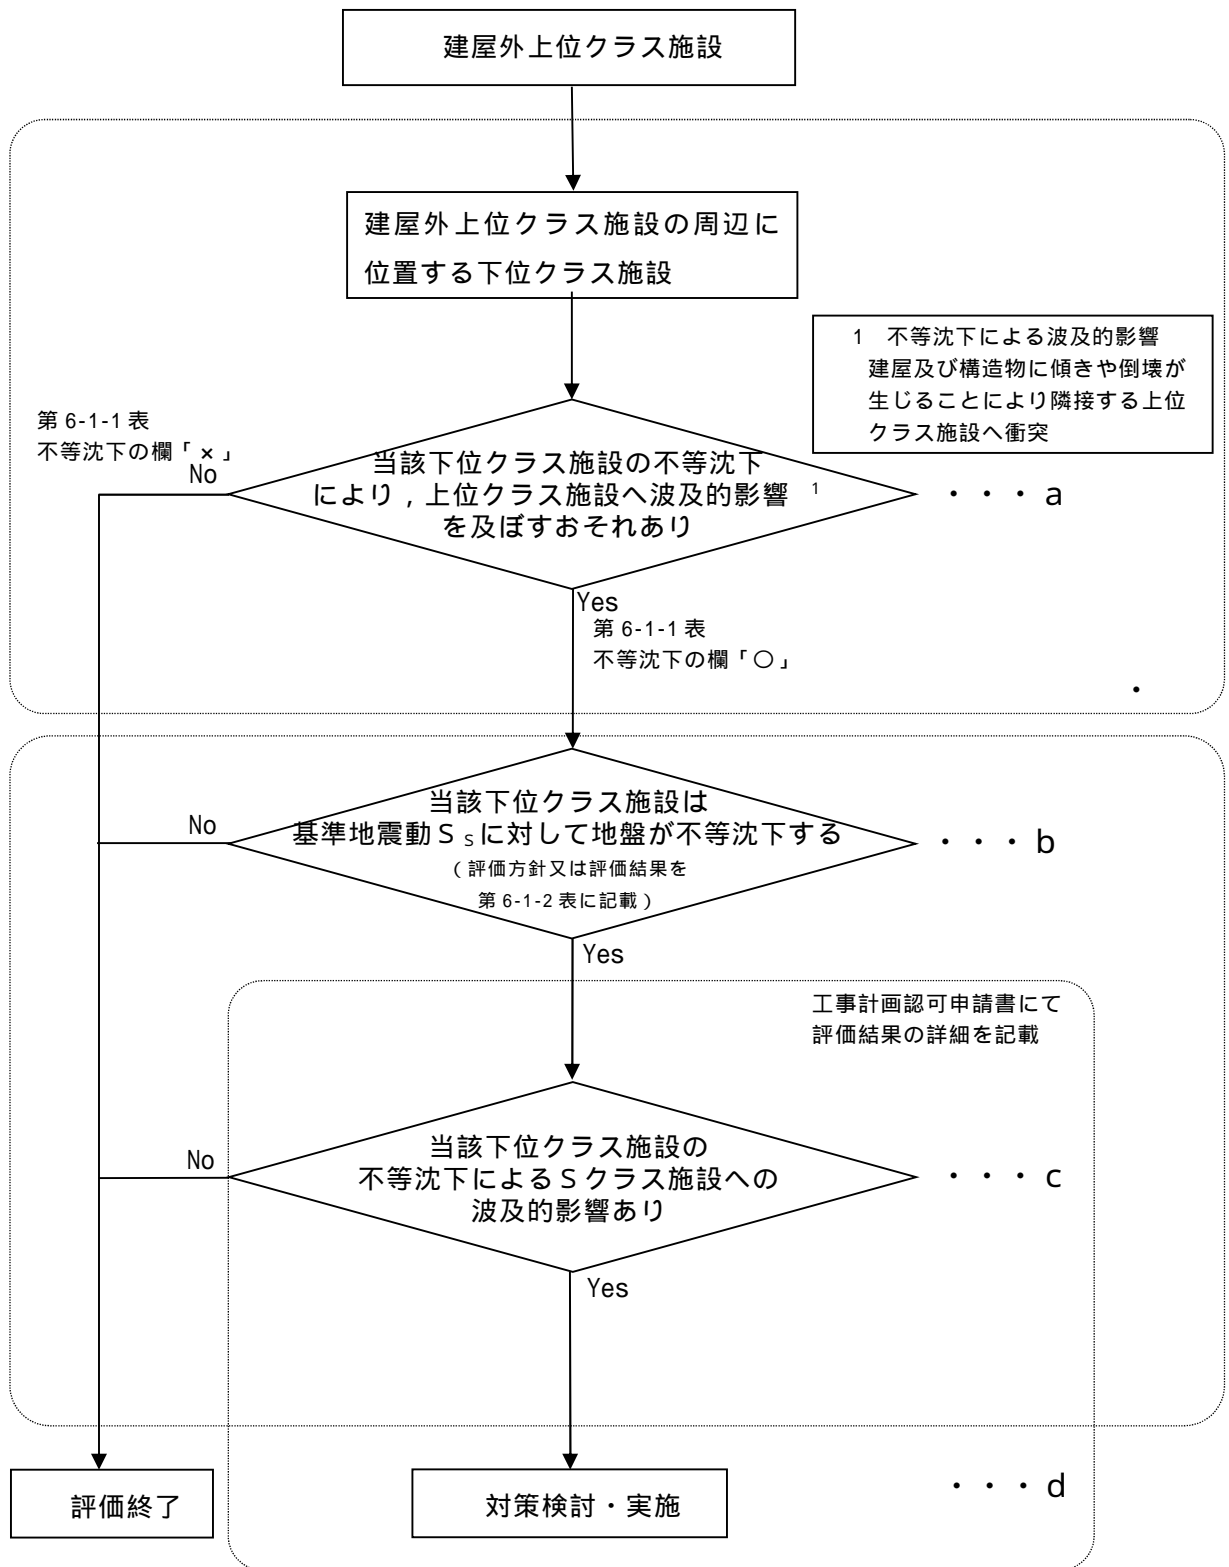 建屋外上位クラス施設
建屋外上位クラス施設の周辺に
位置する下位クラス施設
1 不等沈下による波及的影響
建屋及び構造物に傾きや倒壊が
生じることにより隣接する上位
クラス施設へ衝突
第 6-1-1 表
不等沈下の欄「×」
No
当該下位クラス施設の不等沈下
により,上位クラス施設へ波及的影響 1
を及ぼすおそれあり
・・・a
Yes
第 6-1-1 表
不等沈下の欄「○」
・
No
当該下位クラス施設は
基準地震動SSに対して地盤が不等沈下する
(評価方針又は評価結果を
第 6-1-2 表に記載)
・・・b
Yes
工事計画認可申請書にて
評価結果の詳細を記載
No
当該下位クラス施設の
不等沈下によるSクラス施設への
波及的影響あり
・・・c
Yes
評価終了
対策検討・実施
・・・d